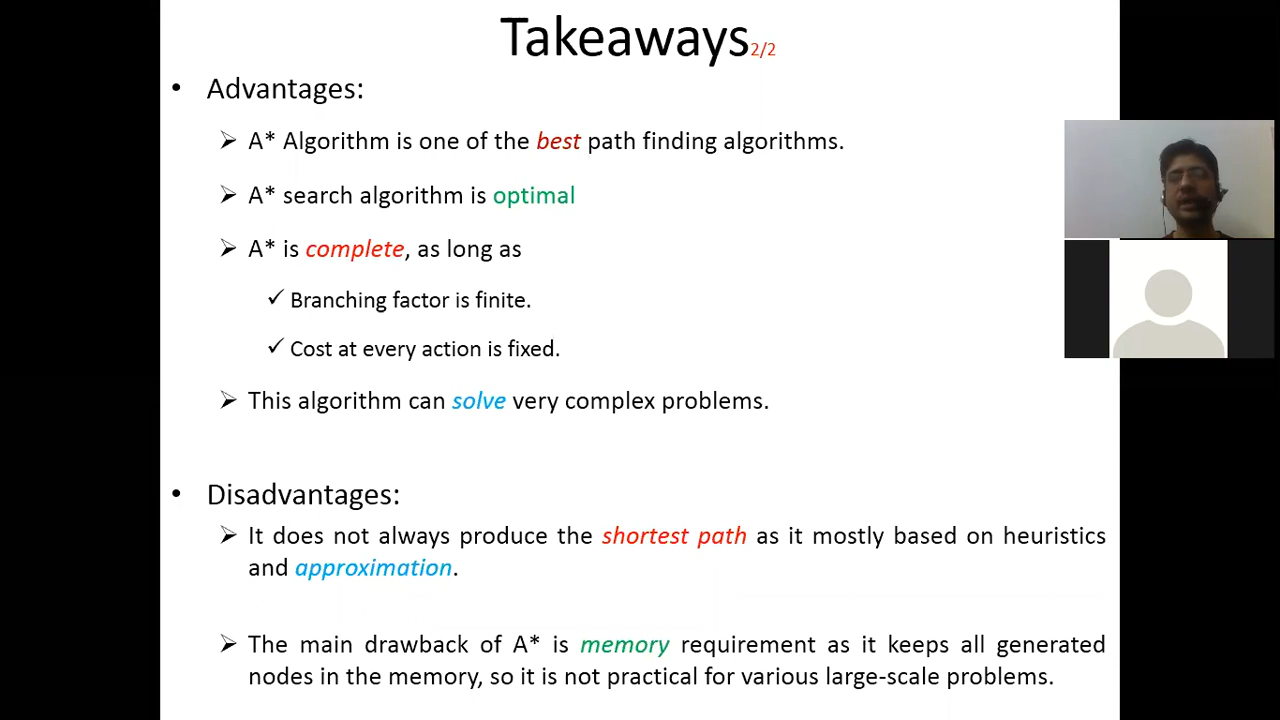 Takeaways2/2
• Advantages:
➢ A* Algorithm is one of the best path finding algorithms.
➢ A* search algorithm is optimal
➢ A* is complete, as long as
✓ Branching factor is finite.
✓ Cost at every action is fixed.
➢ This algorithm can solve very complex problems.
• Disadvantages:
➢ It does not always produce the shortest path as it mostly based on heuristics
and approximation.
➢ The main drawback of A* is memory requirement as it keeps all generated
nodes in the memory, so it is not practical for various large-scale problems.